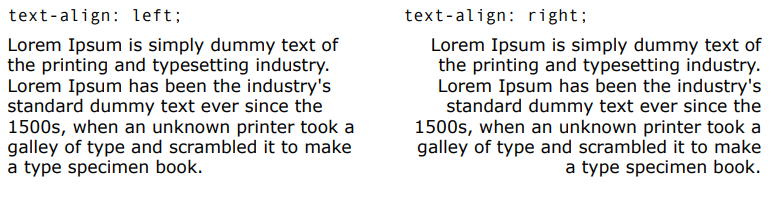 text-align: left;
Lorem Ipsum is simply dummy text of
the printing and typesetting industry.
Lorem Ipsum has been the industry's
standard dummy text ever since the
1500s, when an unknown printer took a
galley of type and scrambled it to make
a type specimen book.
text-align: right;
Lorem Ipsum is simply dummy text of
the printing and typesetting industry.
Lorem Ipsum has been the industry's
standard dummy text ever since the
1500s, when an unknown printer took a
galley of type and scrambled it to make
a type specimen book.